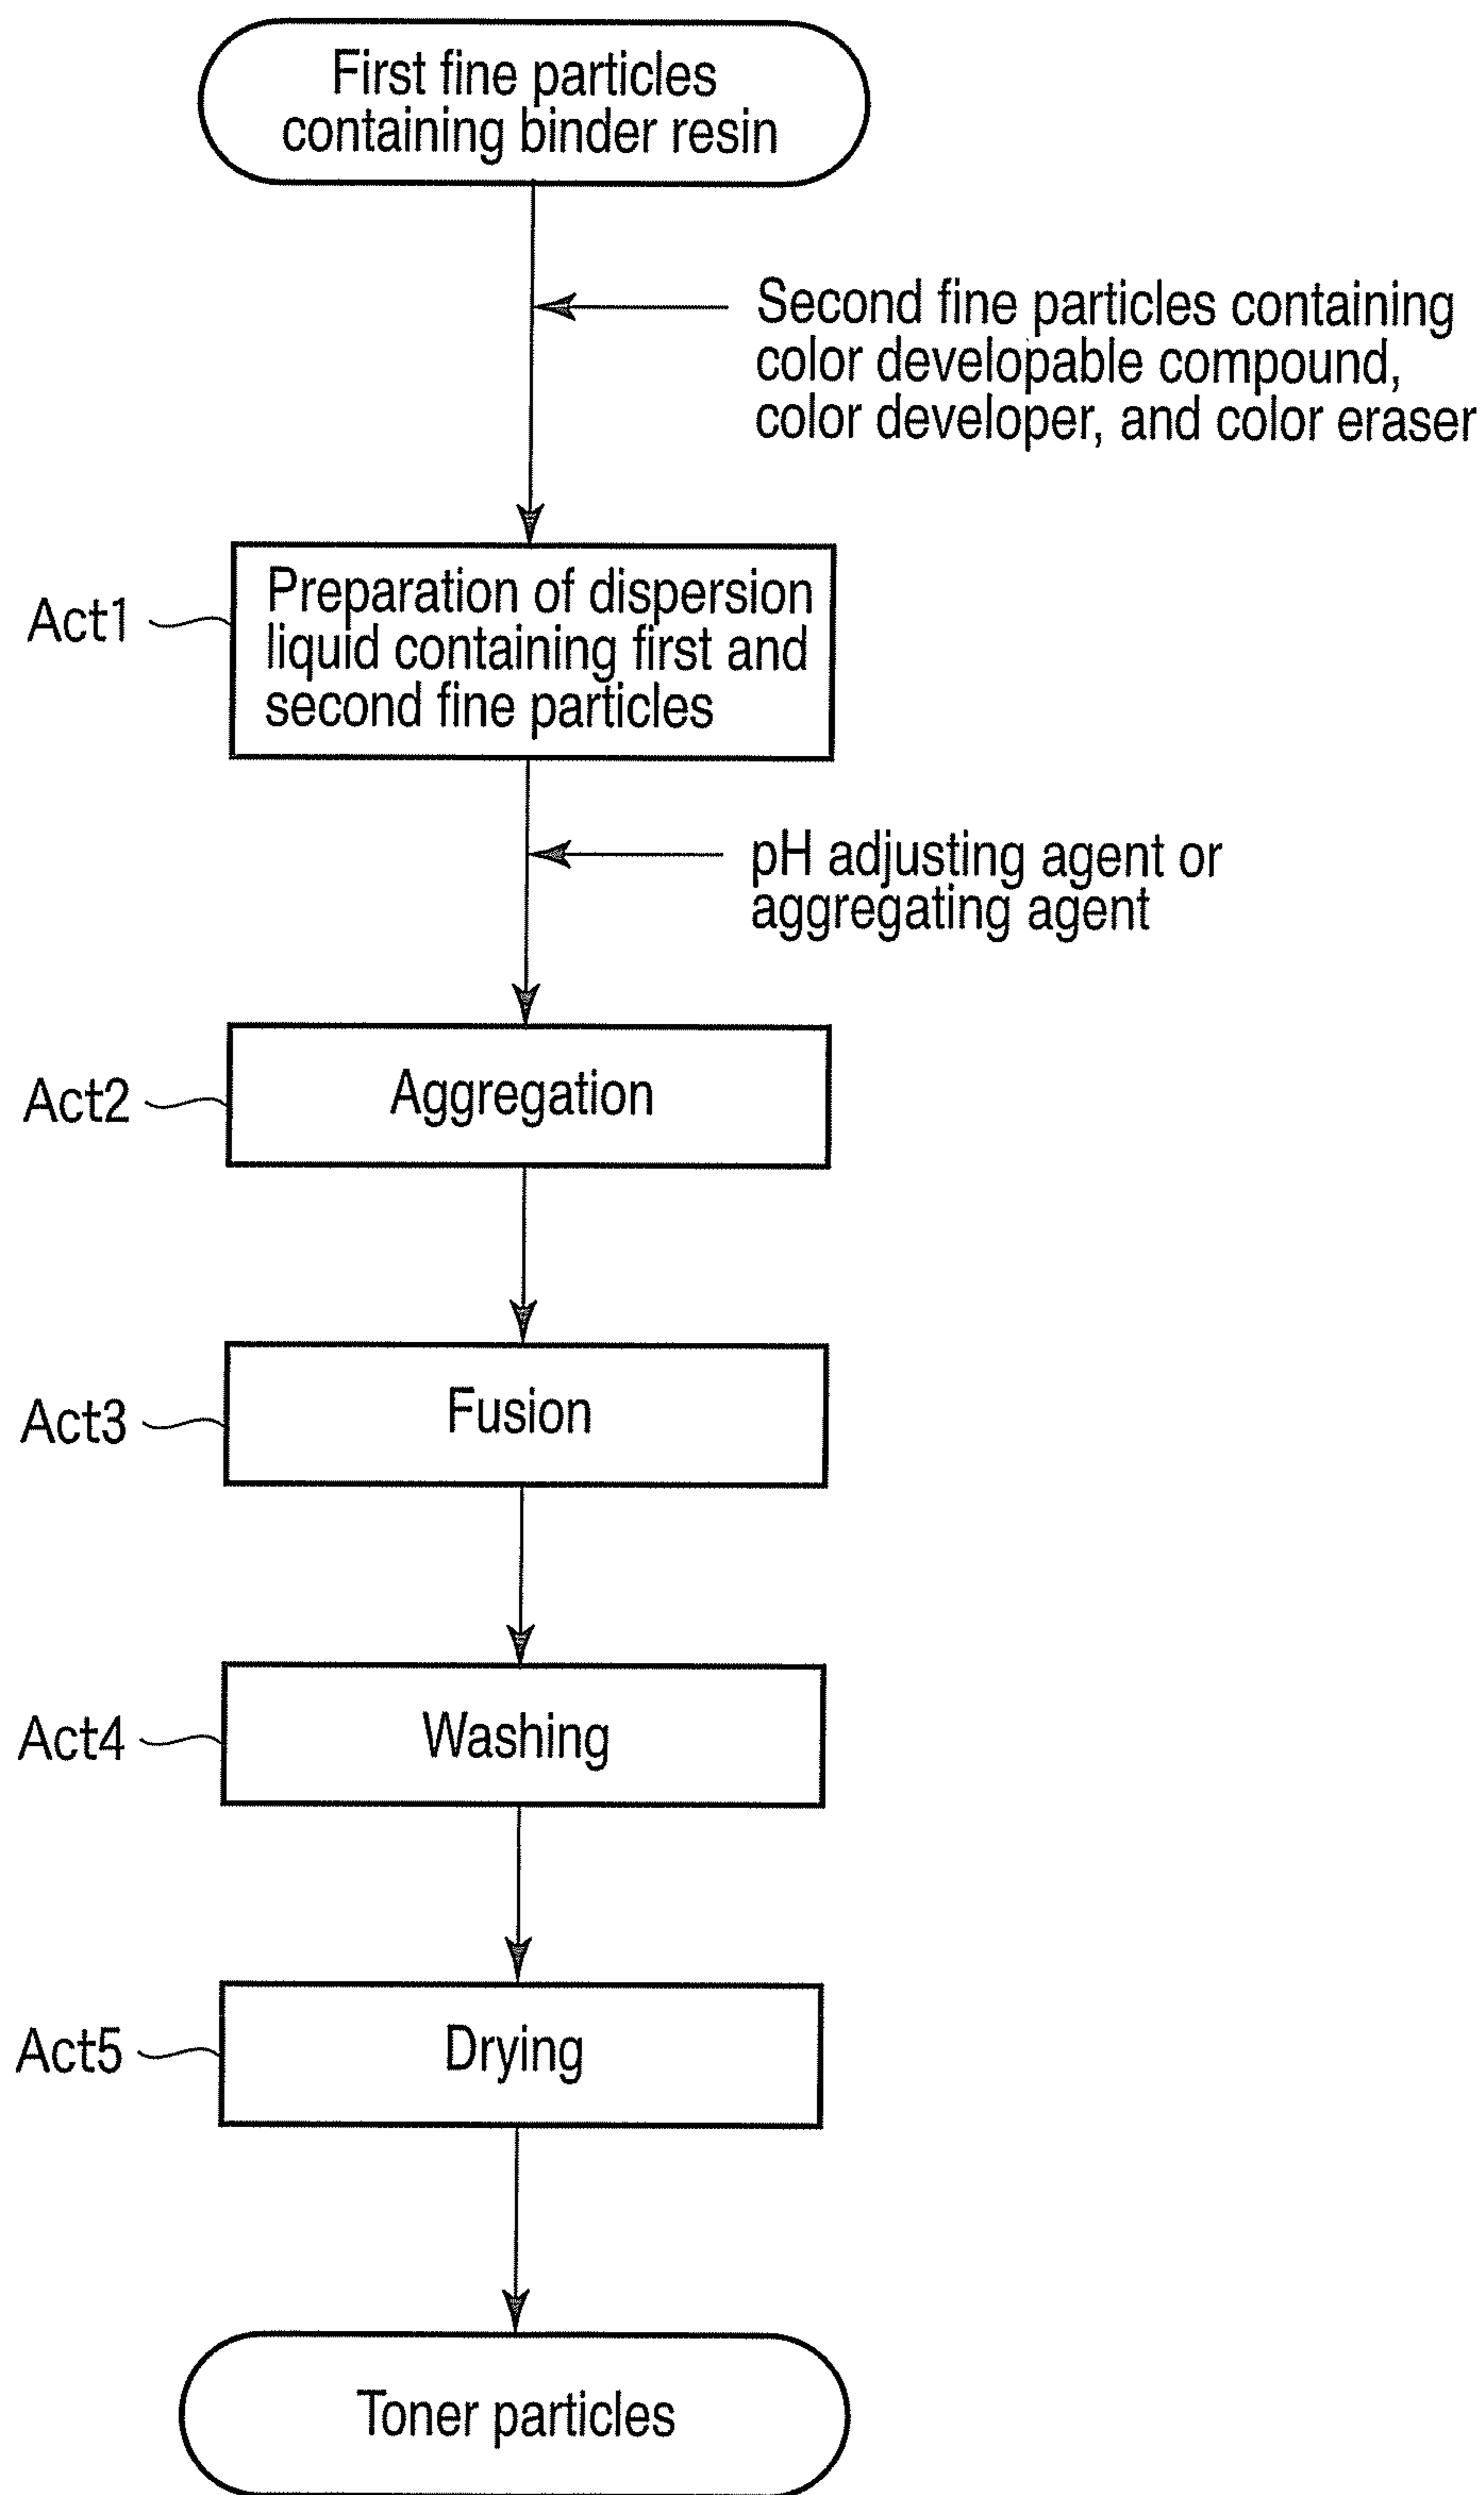 First fine particles
containing binder resin
Second fine particles containing
color developable compound,
color developer, and color eraser
Act1
Preparation of dispersion
liquid containing first and
second fine particles
pH adjusting agent or
aggregating agent
Act2
Aggregation
Act3
Fusion
Act4
Washing
Act5
Drying
Toner particles